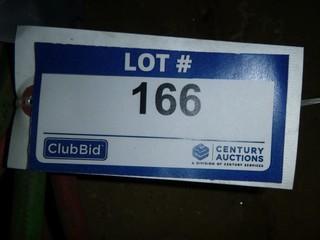 LOT #
166
ClubBid
CENTURY
AUCTIONS
A DIVISION OF CENTURY SERVICES